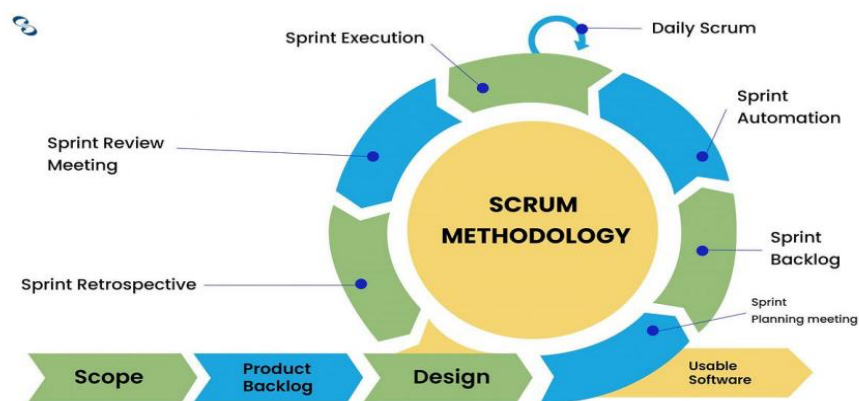 Sprint Execution
Daily Scrum
Sprint
Automation
Sprint Review
Meeting
SCRUM
METHODOLOGY
Sprint
Backlog
Sprint Retrospective
Sprint
Planning meeting
Scope
Product
Backlog
Design
Usable
Software